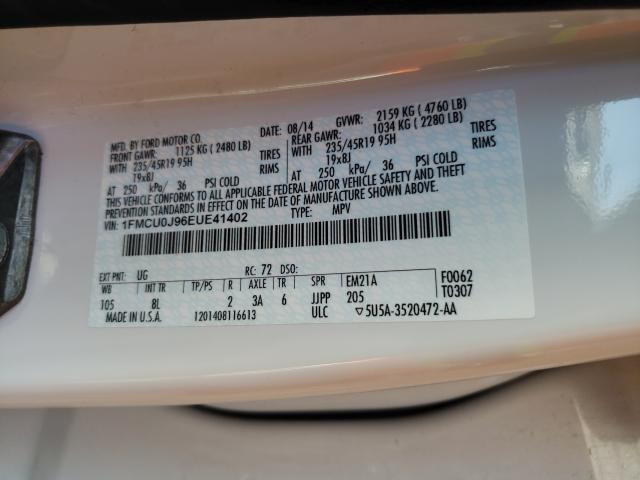 MFD. BY FORD MOTOR CO. DATE: 08/14 GVWR: 2159 KG ( 4760 LB)
FRONT GAWR: 1125 KG ( 2480 LB) REAR GAWR: 1034 KG ( 2280 LB)
WITH 235/45R19 95H TIRES WITH 235/45R19 95H TIRES
19x8J RIMS 19x8J RIMS
AT 250 kPa/ 36 PSI COLD AT 250 kPa/ 36 PSI COLD
THIS VEHICLE CONFORMS TO ALL APPLICABLE FEDERAL MOTOR VEHICLE SAFETY AND THEFT
PREVENTION STANDARDS IN EFFECT ON THE DATE OF MANUFACTURE SHOWN ABOVE.
VIN: 1FMCU0J96EUE41402 TYPE: MPV
EXT PNT: UG RC: 72 DSO: F0062
WB INT TR TP/PS R AXLE TR SPR EM21A T0307
105 8L 2 3A 6 JJPP 205
MADE IN U.S.A. 1201408116613 ULC ▽5U5A-3520472-AA